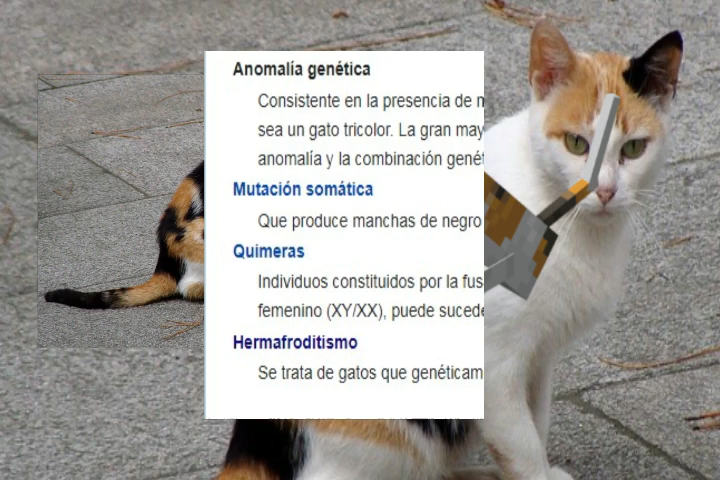 Anomalía genética
Consistente en la presencia de
sea un gato tricolor. La gran may
anomalía y la combinación genét
Mutación somática
Que produce manchas de negro
Quimeras
Individuos constituidos por la fus
femenino (XY/XX), puede sucede
Hermafroditismo
Se trata de gatos que genéticam